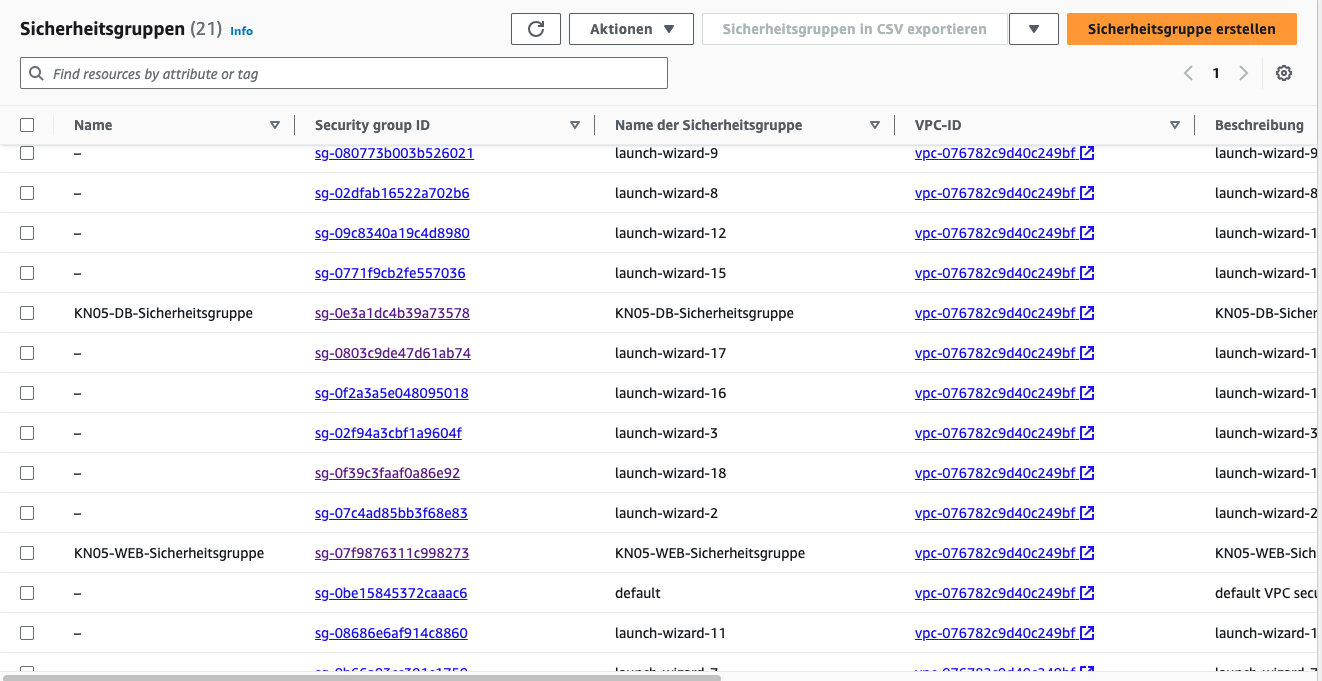 Sicherheitsgruppen (21) Info
Aktionen
Sicherheitsgruppen in CSV exportieren
Sicherheitsgruppe erstellen
Find resources by attribute or tag
1
Name Security group ID Name der Sicherheitsgruppe VPC-ID Beschreibung
– sg-080773b003b526021 launch-wizard-9 vpc-076782c9d40c249bf launch-wizard-9
– sg-02dfab16522a702b6 launch-wizard-8 vpc-076782c9d40c249bf launch-wizard-8
– sg-09c8340a19c4d8980 launch-wizard-12 vpc-076782c9d40c249bf launch-wizard-1
– sg-0771f9cb2fe557036 launch-wizard-15 vpc-076782c9d40c249bf launch-wizard-1
KN05-DB-Sicherheitsgruppe sg-0e3a1dc4b39a73578 KN05-DB-Sicherheitsgruppe vpc-076782c9d40c249bf KN05-DB-Sicher
– sg-0803c9de47d61ab74 launch-wizard-17 vpc-076782c9d40c249bf launch-wizard-1
– sg-0f2a3a5e048095018 launch-wizard-16 vpc-076782c9d40c249bf launch-wizard-1
– sg-02f94a3cbf1a9604f launch-wizard-3 vpc-076782c9d40c249bf launch-wizard-3
– sg-0f39c3faaf0a86e92 launch-wizard-18 vpc-076782c9d40c249bf launch-wizard-1
– sg-07c4ad85bb3f68e83 launch-wizard-2 vpc-076782c9d40c249bf launch-wizard-2
KN05-WEB-Sicherheitsgruppe sg-07f9876311c998273 KN05-WEB-Sicherheitsgruppe vpc-076782c9d40c249bf KN05-WEB-Sich
– sg-0be15845372caaac6 default vpc-076782c9d40c249bf default VPC secu
– sg-08686e6af914c8860 launch-wizard-11 vpc-076782c9d40c249bf launch-wizard-1